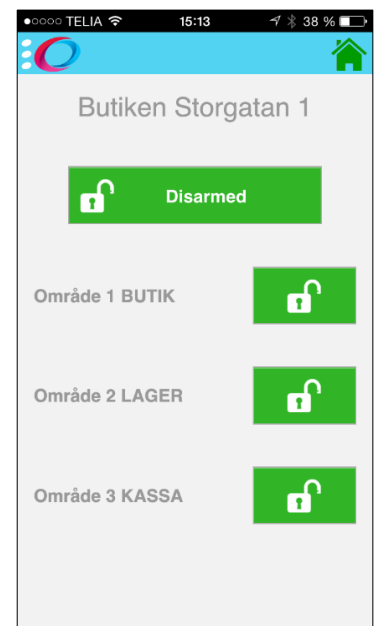 TELIA 15:13 38 %
Butiken Storgatan 1
Disarmed
Område 1 BUTIK
Område 2 LAGER
Område 3 KASSA